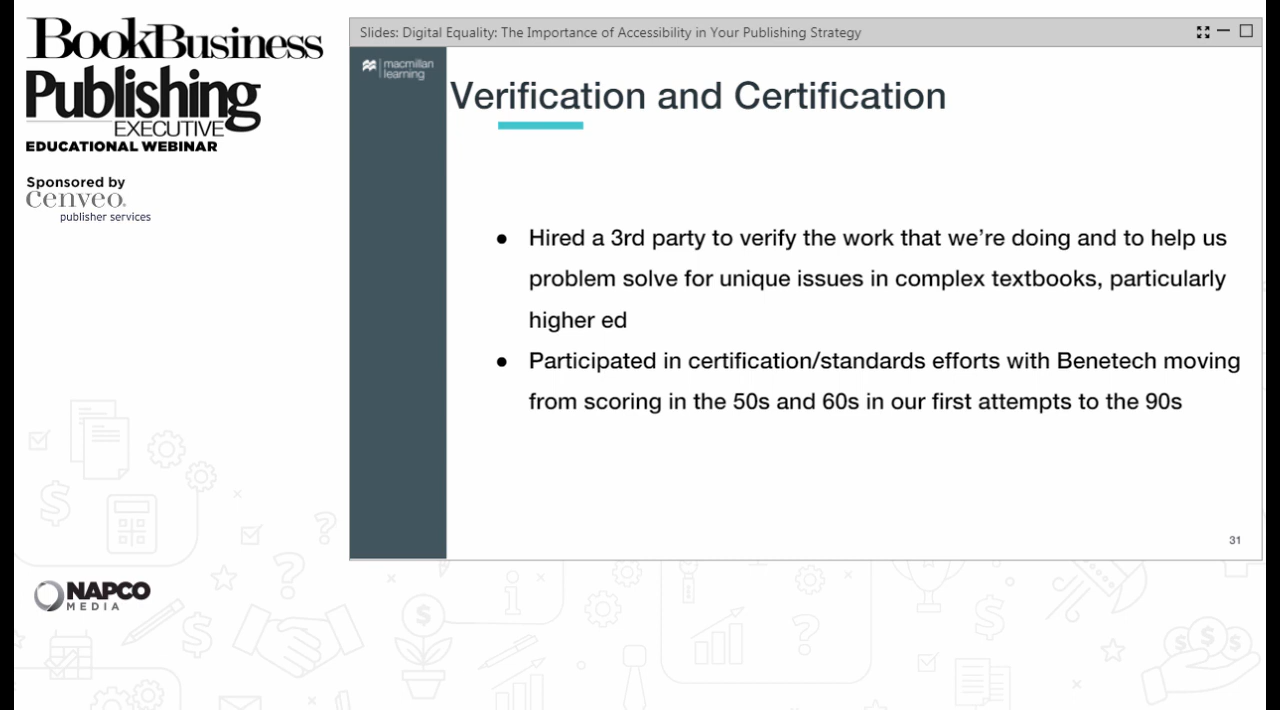 BookBusiness
Publishing
EXECUTIVE
EDUCATIONAL WEBINAR
Sponsored by
cenveo.
publisher services
NAPCO
MEDIA
Slides: Digital Equality: The Importance of Accessibility in Your Publishing Strategy
macmillan
learning
Verification and Certification
● Hired a 3rd party to verify the work that we’re doing and to help us
problem solve for unique issues in complex textbooks, particularly
higher ed
● Participated in certification/standards efforts with Benetech moving
from scoring in the 50s and 60s in our first attempts to the 90s
31